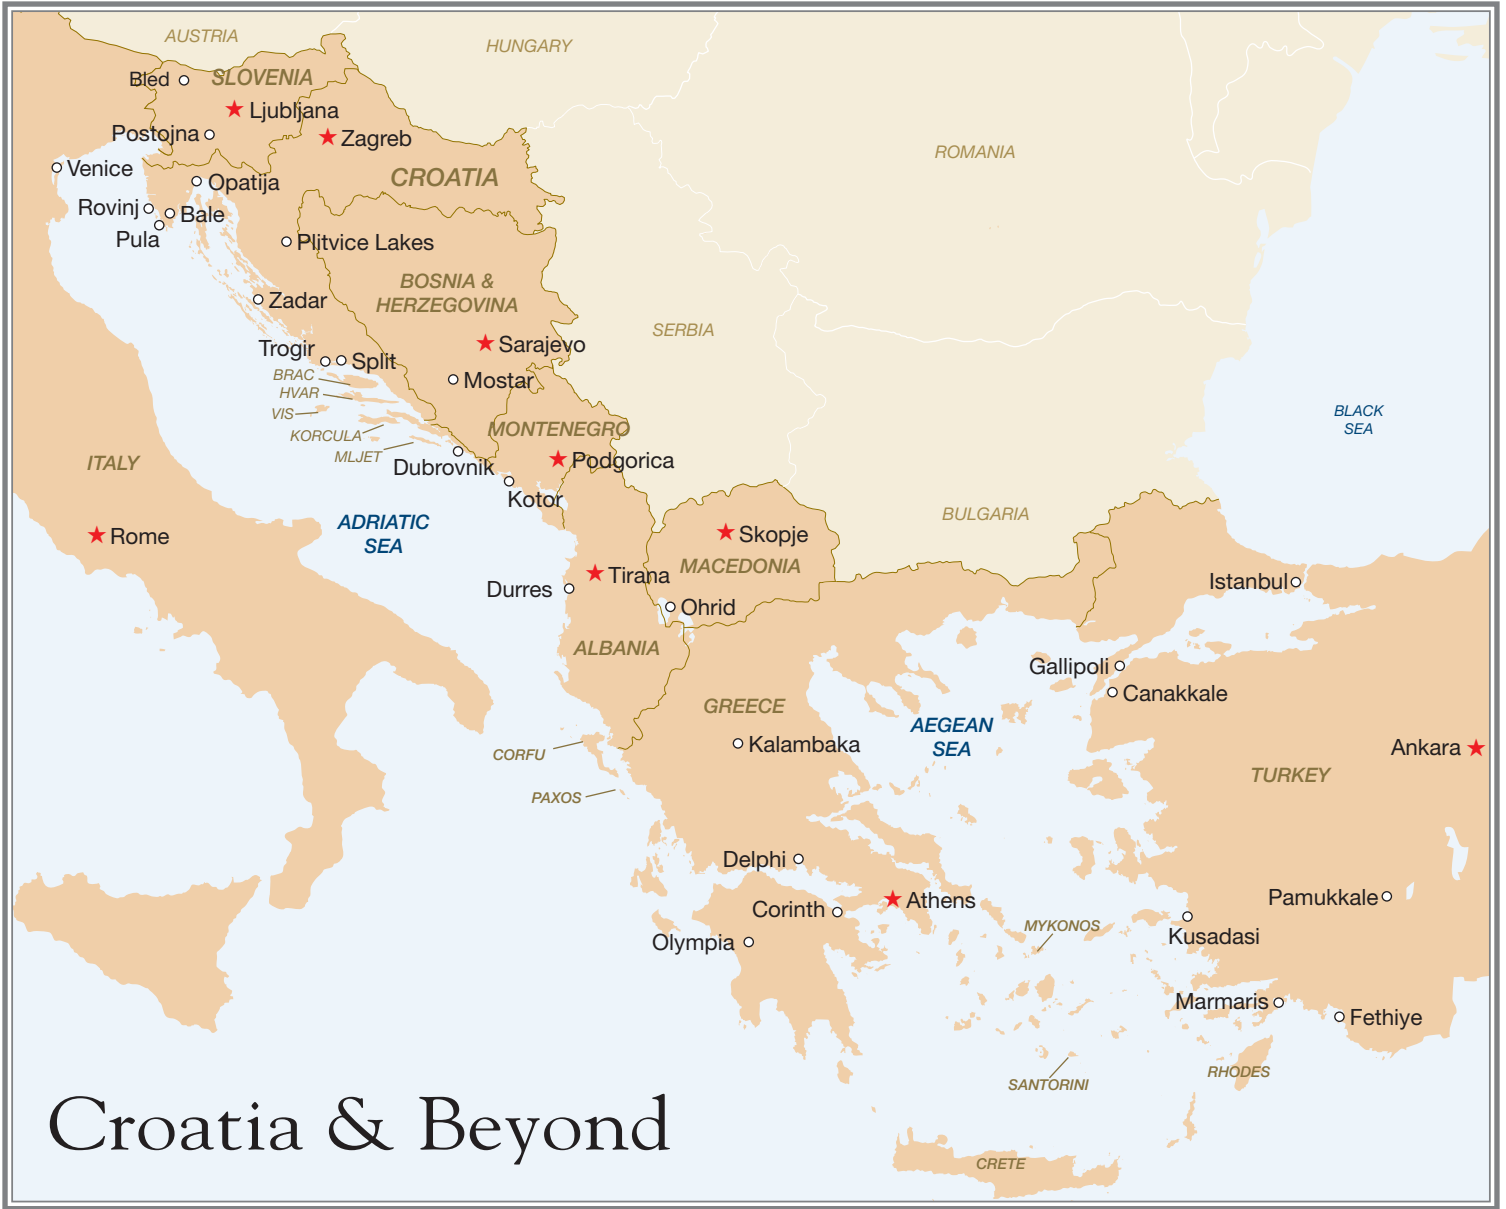 AUSTRIA
HUNGARY
Bled
SLOVENIA
Ljubljana
Postojna
Zagreb
ROMANIA
Venice
CROATIA
Opatija
Rovinj
Bale
Pula
Plitvice Lakes
BOSNIA &
HERZEGOVINA
Zadar
SERBIA
Sarajevo
Trogir
Split
BRAC
Mostar
HVAR
VIS
BLACK
SEA
KORCULA
MONTENEGRO
MLJET
Podgorica
ITALY
Dubrovnik
Kotor
BULGARIA
ADRIATIC
SEA
Rome
Skopje
MACEDONIA
Tirana
Durres
Istanbul
Ohrid
ALBANIA
Gallipoli
Canakkale
GREECE
AEGEAN
SEA
Kalambaka
Ankara
CORFU
TURKEY
PAXOS
Delphi
Pamukkale
Athens
Corinth
MYKONOS
Kusadasi
Olympia
Marmaris
Fethiye
RHODES
SANTORINI
Croatia & Beyond
CRETE